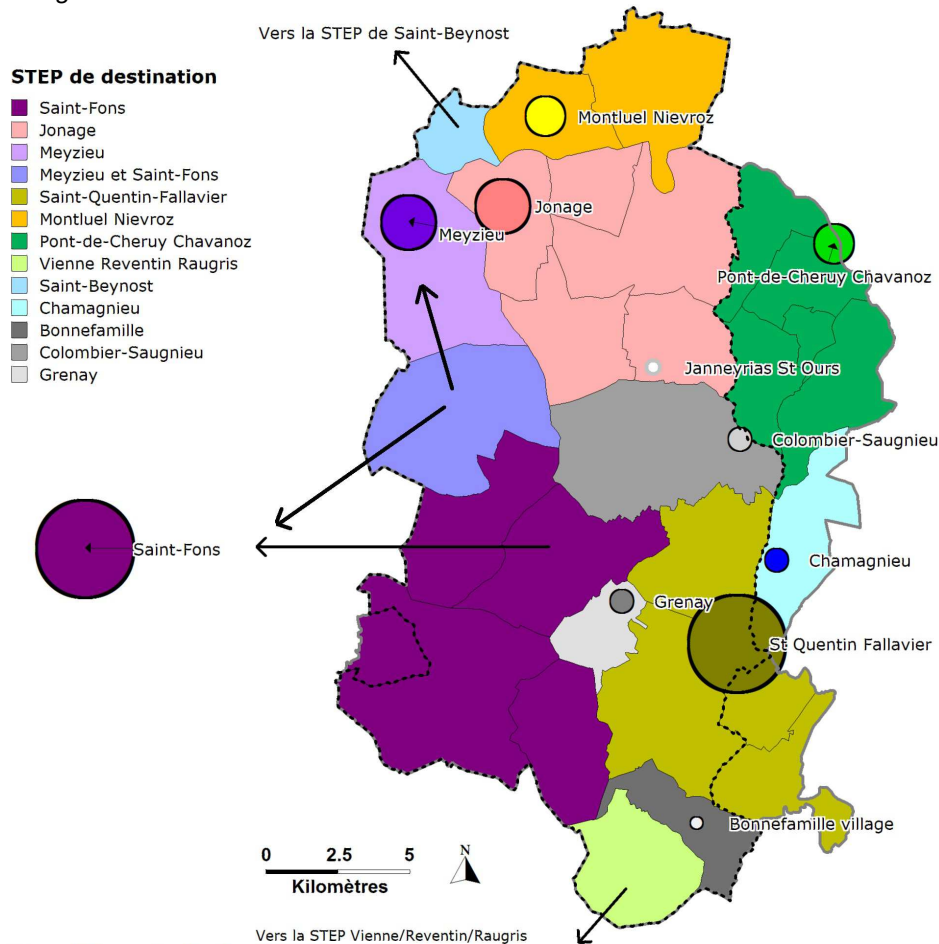 Vers la STEP de Saint-Beynost
STEP de destination
Saint-Fons
Jonage
Meyzieu
Meyzieu et Saint-Fons
Saint-Quentin-Fallavier
Montluel Nievroz
Pont-de-Cheruy Chavanoz
Vienne Reventin Raugris
Saint-Beynost
Chamagnieu
Bonnefamille
Colombier-Saugnieu
Grenay
Montluel Nievroz
Jonage
Meyzieu
Pont-de-Cheruy Chavanoz
Janneyrias St Ours
Colombier-Saugnieu
Saint-Fons
Chamagnieu
Grenay
St Quentin Fallavier
Bonnefamille village
0 2.5 5
Kilomètres
N
Vers la STEP Vienne/Reventin/Raugris